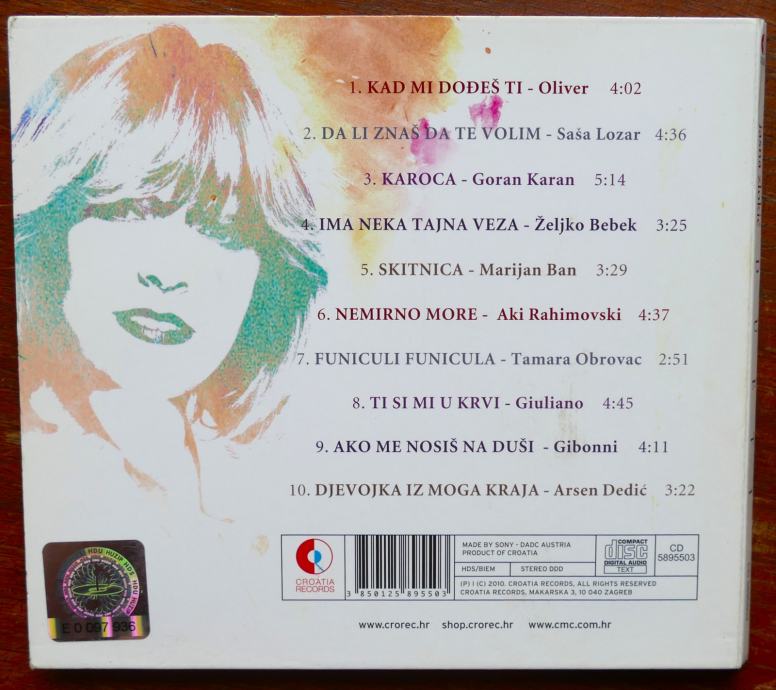 1. KAD MI DOĐEŠ TI - Oliver 4:02
2. DA LI ZNAŠ DA TE VOLIM - Saša Lozar 4:36
3. KAROCA - Goran Karan 5:14
4. IMA NEKA TAJNA VEZA - Željko Bebek 3:25
5. SKITNICA - Marijan Ban 3:29
6. NEMIRNO MORE - Aki Rahimovski 4:37
7. FUNICULI FUNICULA - Tamara Obrovac 2:51
8. TI SI MI U KRVI - Giuliano 4:45
9. AKO ME NOSIŠ NA DUŠI - Gibonni 4:11
10. DJEVOJKA IZ MOGA KRAJA - Arsen Dedić 3:22
HDU HUZIP HDS
E 0 097 936
CROATIA
RECORDS
3 850125 895503
MADE BY SONY - DADC AUSTRIA
PRODUCT OF CROATIA
HDS/BIEM STEREO DDD
COMPACT
disc
DIGITAL AUDIO
TEXT
CD
5895503
(P) I (C) 2010. CROATIA RECORDS, ALL RIGHTS RESERVED
CROATIA RECORDS, MAKARSKA 3, 10 040 ZAGREB
www.crorec.hr shop.crorec.hr www.cmc.com.hr